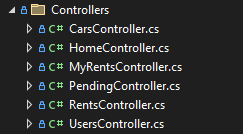 Controllers
C# CarsController.cs
C# HomeController.cs
C# MyRentsController.cs
C# PendingController.cs
C# RentsController.cs
C# UsersController.cs